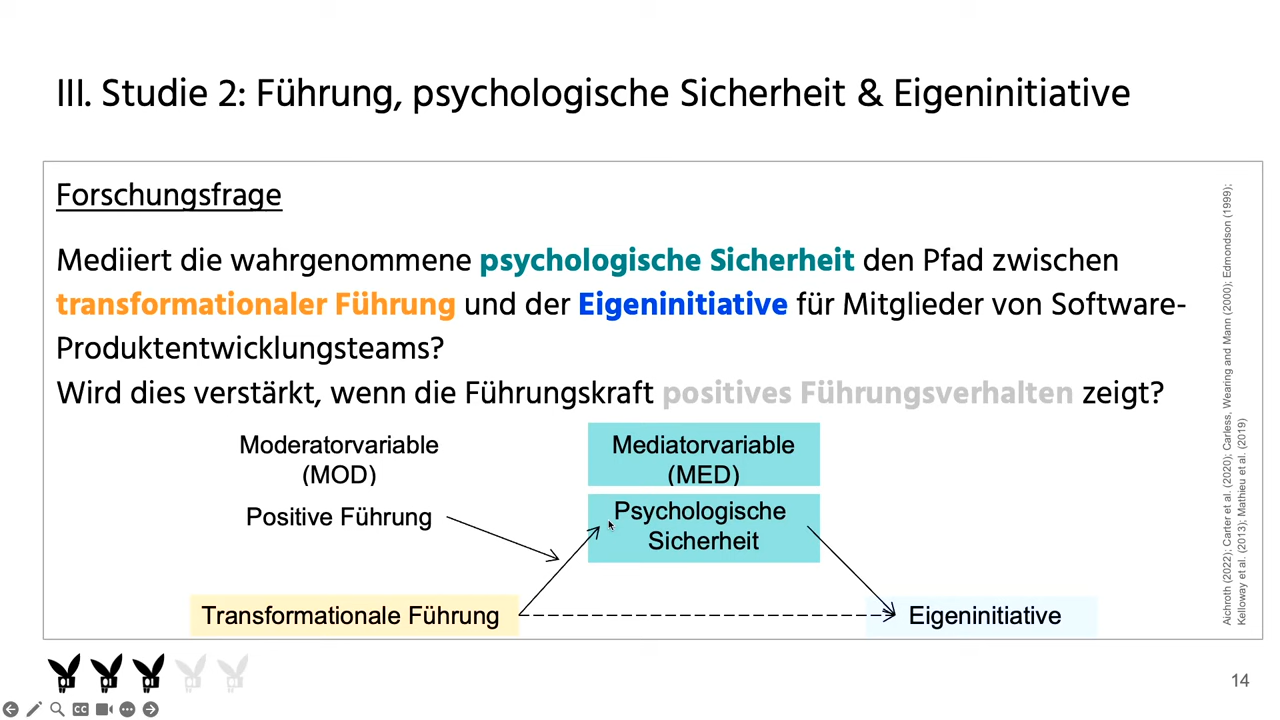 III. Studie 2: Führung, psychologische Sicherheit & Eigeninitiative
Forschungsfrage
Mediiert die wahrgenommene psychologische Sicherheit den Pfad zwischen
transformationaler Führung und der Eigeninitiative für Mitglieder von Software-
Produktentwicklungsteams?
Wird dies verstärkt, wenn die Führungskraft positives Führungsverhalten zeigt?
Moderatorvariable
(MOD)
Positive Führung
Mediatorvariable
(MED)
Psychologische
Sicherheit
Transformationale Führung
Eigeninitiative
Aichroth (2022); Carter et al. (2020); Carless, Wearing and Mann (2000); Edmondson (1999);
Kelloway et al. (2013); Mathieu et al. (2019)
14
CC